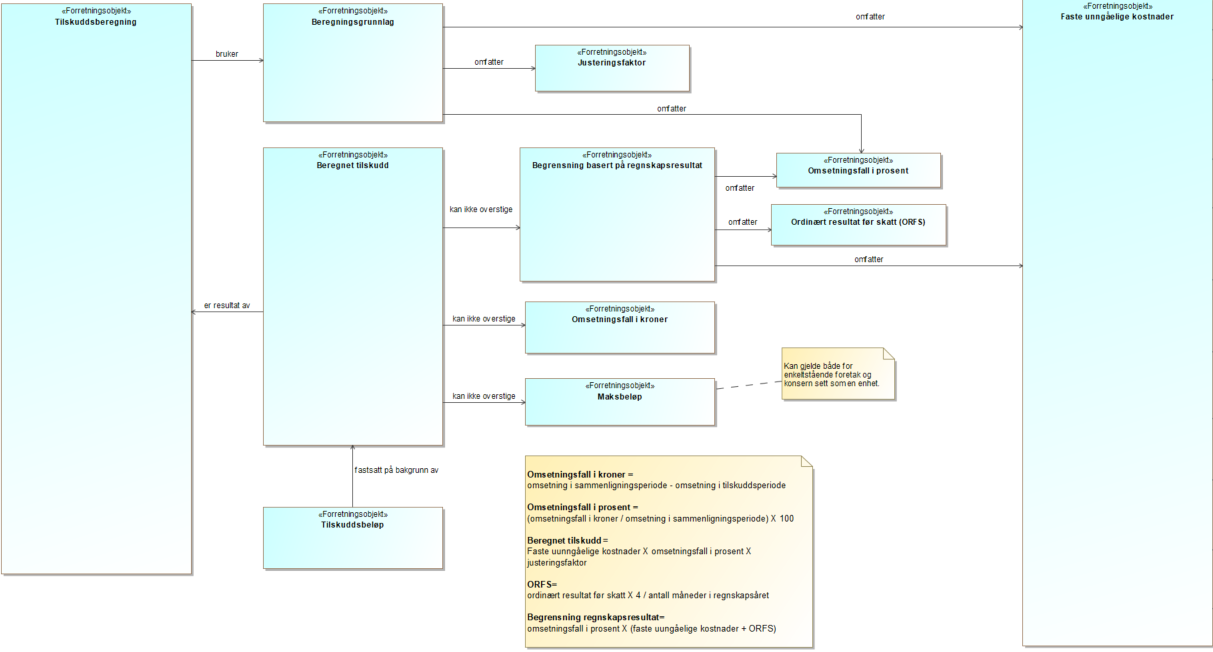 «Forretningsobjekt»
Tilskuddsberegning
«Forretningsobjekt»
Beregningsgrunnlag
«Forretningsobjekt»
Faste unngåelige kostnader
omfatter
bruker
omfatter
«Forretningsobjekt»
Justeringsfaktor
omfatter
«Forretningsobjekt»
Beregnet tilskudd
«Forretningsobjekt»
Begrensning basert på regnskapsresultat
«Forretningsobjekt»
Omsetningsfall i prosent
omfatter
kan ikke overstige
«Forretningsobjekt»
Ordinært resultat før skatt (ORFS)
omfatter
omfatter
er resultat av
kan ikke overstige
«Forretningsobjekt»
Omsetningsfall i kroner
kan ikke overstige
«Forretningsobjekt»
Maksbeløp
Kan gjelde både for
enkeltstående foretak og
konsern sett som en enhet.
fastsatt på bakgrunn av
«Forretningsobjekt»
Tilskuddsbeløp
Omsetningsfall i kroner =
omsetning i sammenligningsperiode - omsetning i tilskuddsperiode
Omsetningsfall i prosent =
(omsetningsfall i kroner / omsetning i sammenligningsperiode) X 100
Beregnet tilskudd =
Faste uunngåelige kostnader X omsetningsfall i prosent X
justeringsfaktor
ORFS=
ordinært resultat før skatt X 4 / antall måneder i regnskapsåret
Begrensning regnskapsresultat=
omsetningsfall i prosent X (faste uungåelige kostnader + ORFS)